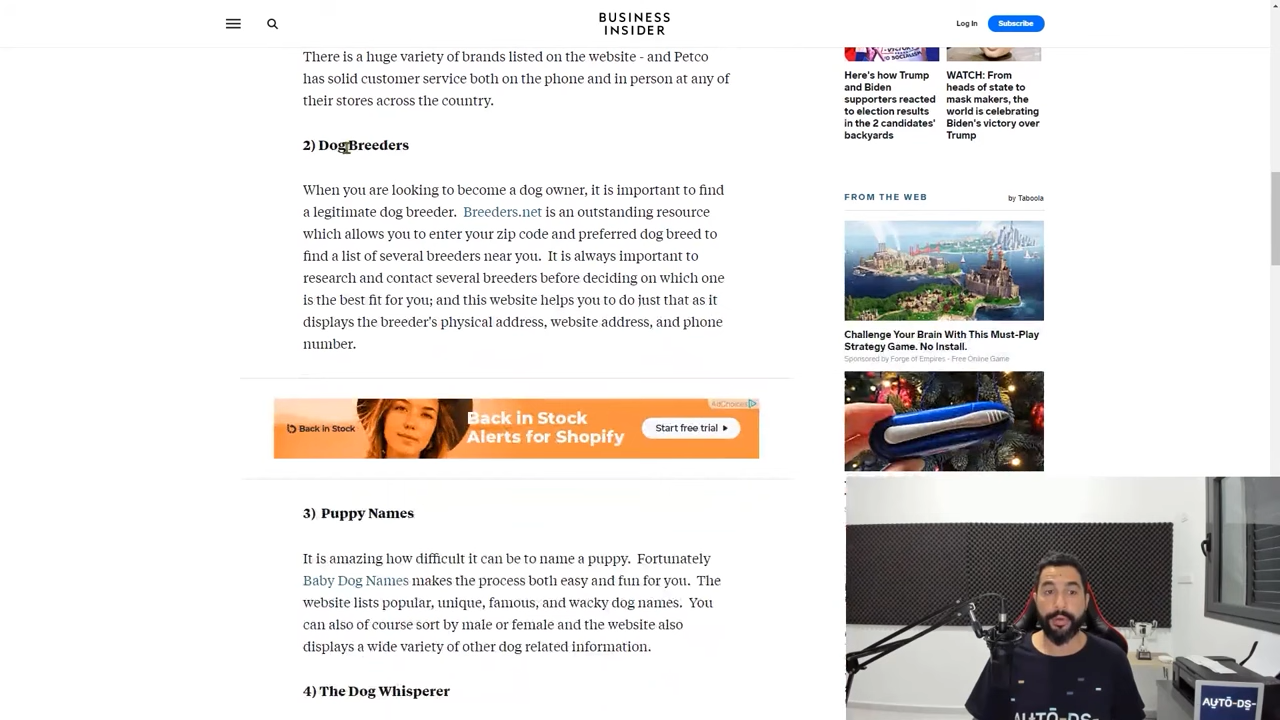 BUSINESS
INSIDER
Log In
Subscribe
There is a huge variety of brands listed on the website - and Petco
has solid customer service both on the phone and in person at any of
their stores across the country.
2) Dog Breeders
When you are looking to become a dog owner, it is important to find
a legitimate dog breeder.  Breeders.net is an outstanding resource
which allows you to enter your zip code and preferred dog breed to
find a list of several breeders near you.  It is always important to
research and contact several breeders before deciding on which one
is the best fit for you; and this website helps you to do just that as it
displays the breeder's physical address, website address, and phone
number.
AdChoices
Back in Stock
Back in Stock
Alerts for Shopify
Start free trial
3)  Puppy Names
It is amazing how difficult it can be to name a puppy.  Fortunately
Baby Dog Names makes the process both easy and fun for you.  The
website lists popular, unique, famous, and wacky dog names.  You
can also of course sort by male or female and the website also
displays a wide variety of other dog related information.
4) The Dog Whisperer
SOCIALISM
Here's how Trump
and Biden
supporters reacted
to election results
in the 2 candidates'
backyards
WATCH: From
heads of state to
mask makers, the
world is celebrating
Biden's victory over
Trump
FROM THE WEB
by Taboola
Challenge Your Brain With This Must-Play
Strategy Game. No Install.
Sponsored by Forge of Empires - Free Online Game
AUTO-DS-
AUTO-DS-